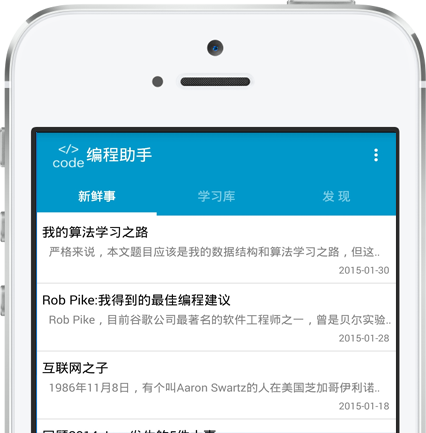 </>
code
编程助手
新鲜事 学习库 发 现
我的算法学习之路
严格来说，本文题目应该是我的数据结构和算法学习之路，但这..
2015-01-30
Rob Pike:我得到的最佳编程建议
Rob Pike，目前谷歌公司最著名的软件工程师之一，曾是贝尔实验..
2015-01-28
互联网之子
1986年11月8日，有个叫Aaron Swartz的人在美国芝加哥伊利诺..
2015-01-18